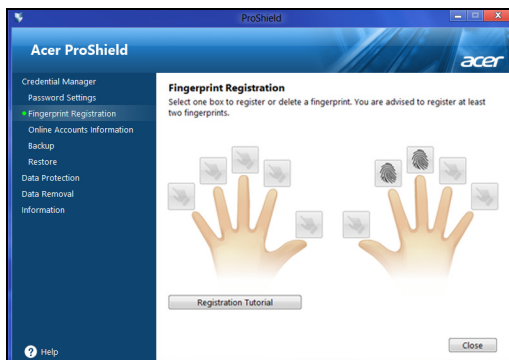 ProShield
Acer ProShield
acer
Credential Manager
Password Settings
Fingerprint Registration
Online Accounts Information
Backup
Restore
Data Protection
Data Removal
Information
Fingerprint Registration
Select one box to register or delete a fingerprint. You are advised to register at least
two fingerprints.
Registration Tutorial
? Help
Close